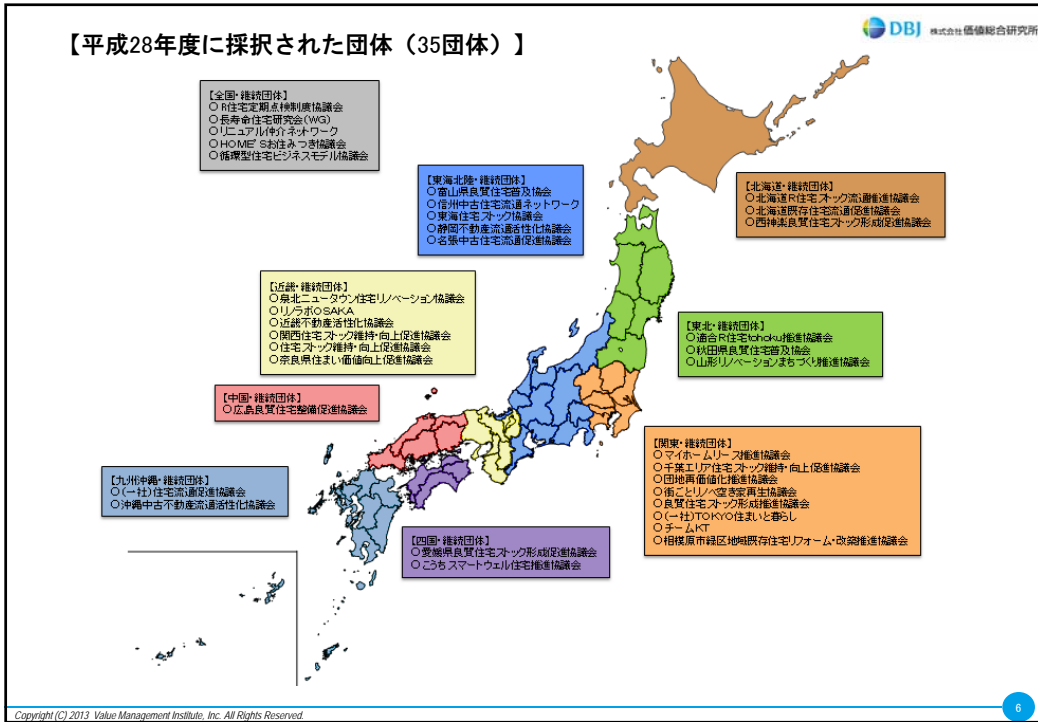 【平成28年度に採択された団体（35団体）】
DBJ 株式会社価値総合研究所
【全国・継続団体】
○R住宅定期点検制度協議会
○長寿命住宅研究会(WG)
○リニュアル仲介ネットワーク
○HOME'Sお住みつき協議会
○循環型住宅ビジネスモデル協議会
【東海北陸・継続団体】
○富山県良質住宅普及協会
○信州中古住宅流通ネットワーク
○東海住宅ストック協議会
○静岡不動産流通活性化協議会
○名張中古住宅流通促進協議会
【北海道・継続団体】
○北海道R住宅ストック流通推進協議会
○北海道既存住宅流通促進協議会
○西神楽良質住宅ストック形成促進協議会
【近畿・継続団体】
○泉北ニュータウン住宅リノベーション協議会
○リノラボOSAKA
○近畿不動産活性化協議会
○関西住宅ストック維持・向上促進協議会
○住宅ストック維持・向上促進協議会
○奈良県住まい価値向上促進協議会
【東北・継続団体】
○適合R住宅tohoku推進協議会
○秋田県良質住宅普及協会
○山形リノベーションまちづくり推進協議会
【中国・継続団体】
○広島良質住宅整備促進協議会
【関東・継続団体】
○マイホームリース推進協議会
○千葉エリア住宅ストック維持・向上促進協議会
○団地再価値化推進協議会
○街ごとリノベ空き家再生協議会
○良質住宅ストック形成推進協議会
○(一社)TOKYO住まいと暮らし
○チームKT
○相模原市緑区地域既存住宅リフォーム・改築推進協議会
【九州沖縄・継続団体】
○(一社)住宅流通促進協議会
○沖縄中古不動産流通活性化協議会
【四国・継続団体】
○愛媛県良質住宅ストック形成促進協議会
○こうちスマートウェル住宅推進協議会
Copyright (C) 2013 Value Management Institute, Inc. All Rights Reserved.
6